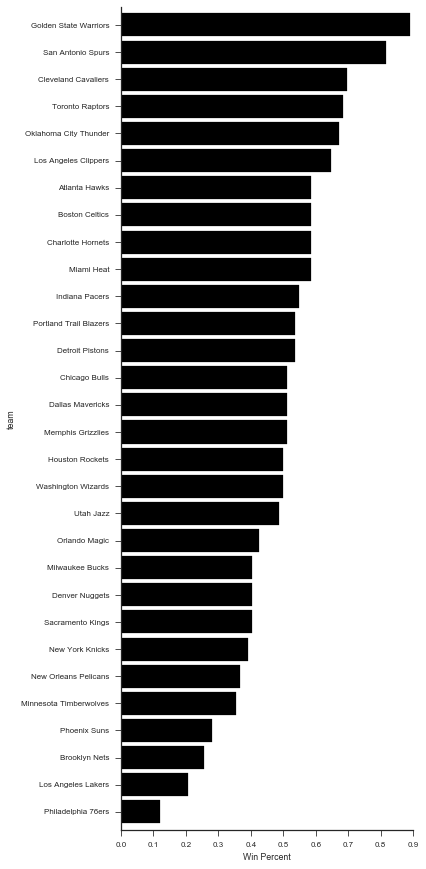 Golden State Warriors
San Antonio Spurs
Cleveland Cavaliers
Toronto Raptors
Oklahoma City Thunder
Los Angeles Clippers
Atlanta Hawks
Boston Celtics
Charlotte Hornets
Miami Heat
Indiana Pacers
Portland Trail Blazers
Detroit Pistons
Chicago Bulls
Dallas Mavericks
team
Memphis Grizzlies
Houston Rockets
Washington Wizards
Utah Jazz
Orlando Magic
Milwaukee Bucks
Denver Nuggets
Sacramento Kings
New York Knicks
New Orleans Pelicans
Minnesota Timberwolves
Phoenix Suns
Brooklyn Nets
Los Angeles Lakers
Philadelphia 76ers
0.0 0.1 0.2 0.3 0.4 0.5 0.6 0.7 0.8 0.9
Win Percent